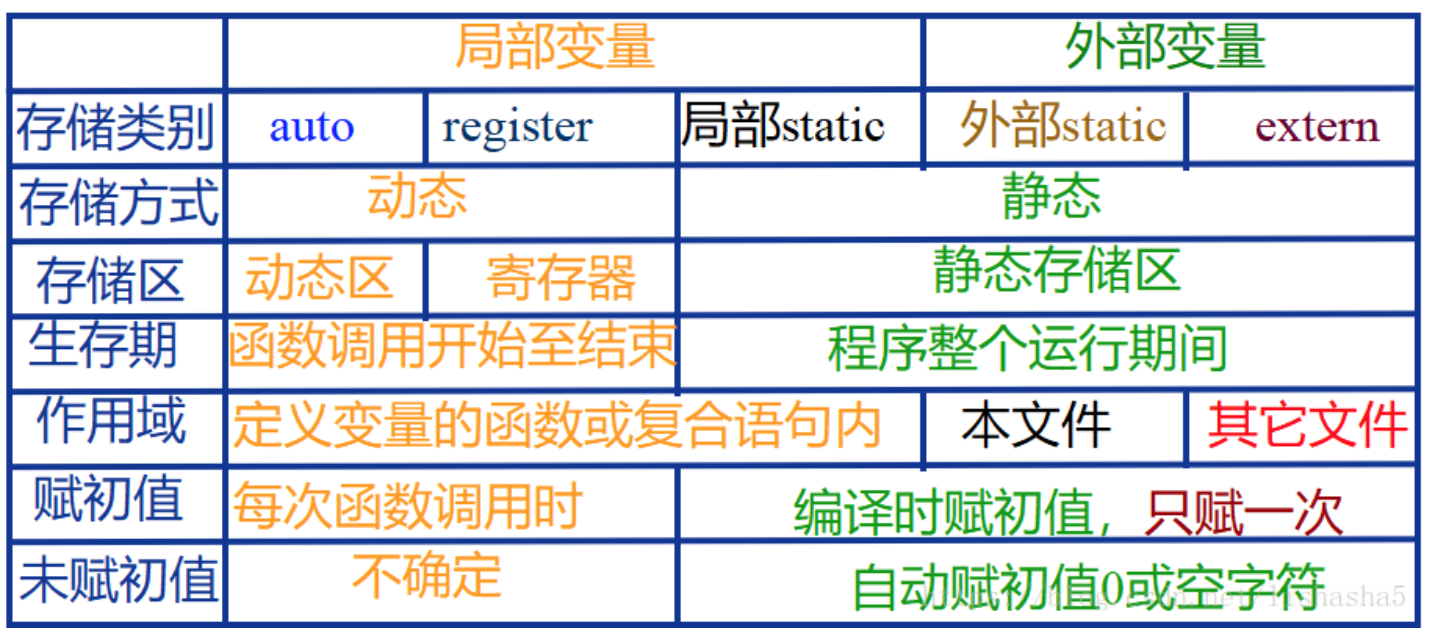 局部变量 外部变量
存储类别 auto register 局部static 外部static extern
存储方式 动态 静态
存储区 动态区 寄存器 静态存储区
生存期 函数调用开始至结束 程序整个运行期间
作用域 定义变量的函数或复合语句内 本文件 其它文件
赋初值 每次函数调用时 编译时赋初值，只赋一次
未赋初值 不确定 自动赋初值0或空字符